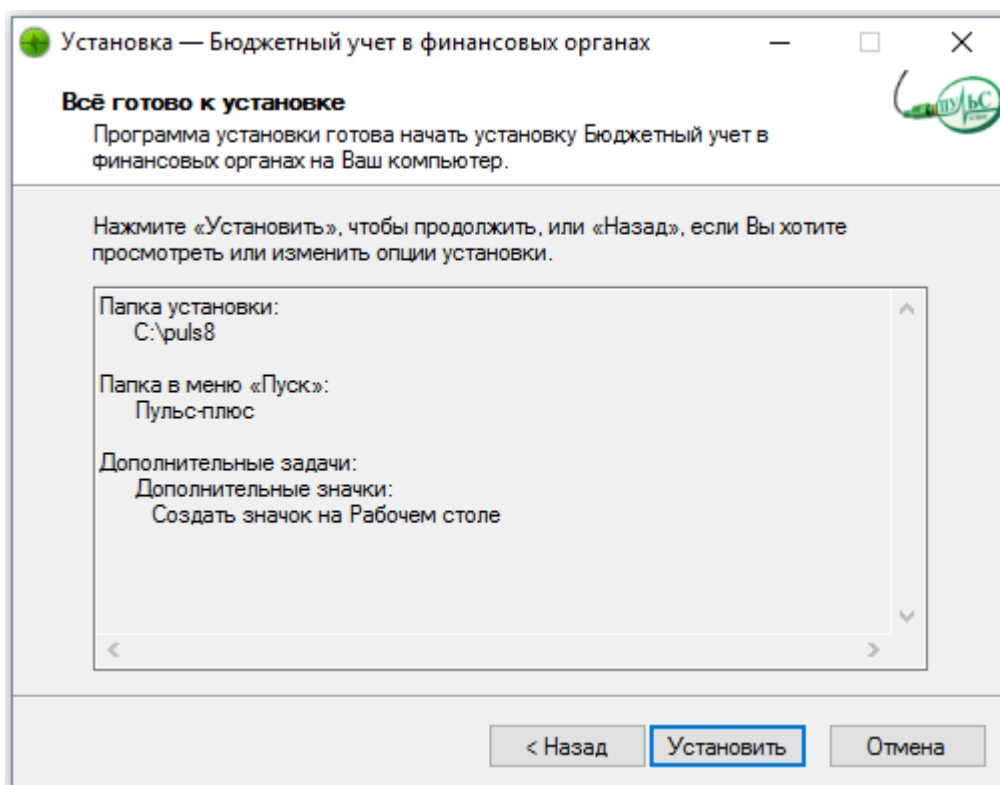 Установка — Бюджетный учет в финансовых органах
Всё готово к установке
Программа установки готова начать установку Бюджетный учет в
финансовых органах на Ваш компьютер.
ПУЛЬС
Нажмите «Установить», чтобы продолжить, или «Назад», если Вы хотите
просмотреть или изменить опции установки.
Папка установки:
C:\puls8
Папка в меню «Пуск»:
Пульс-плюс
Дополнительные задачи:
Дополнительные значки:
Создать значок на Рабочем столе
< Назад
Установить
Отмена